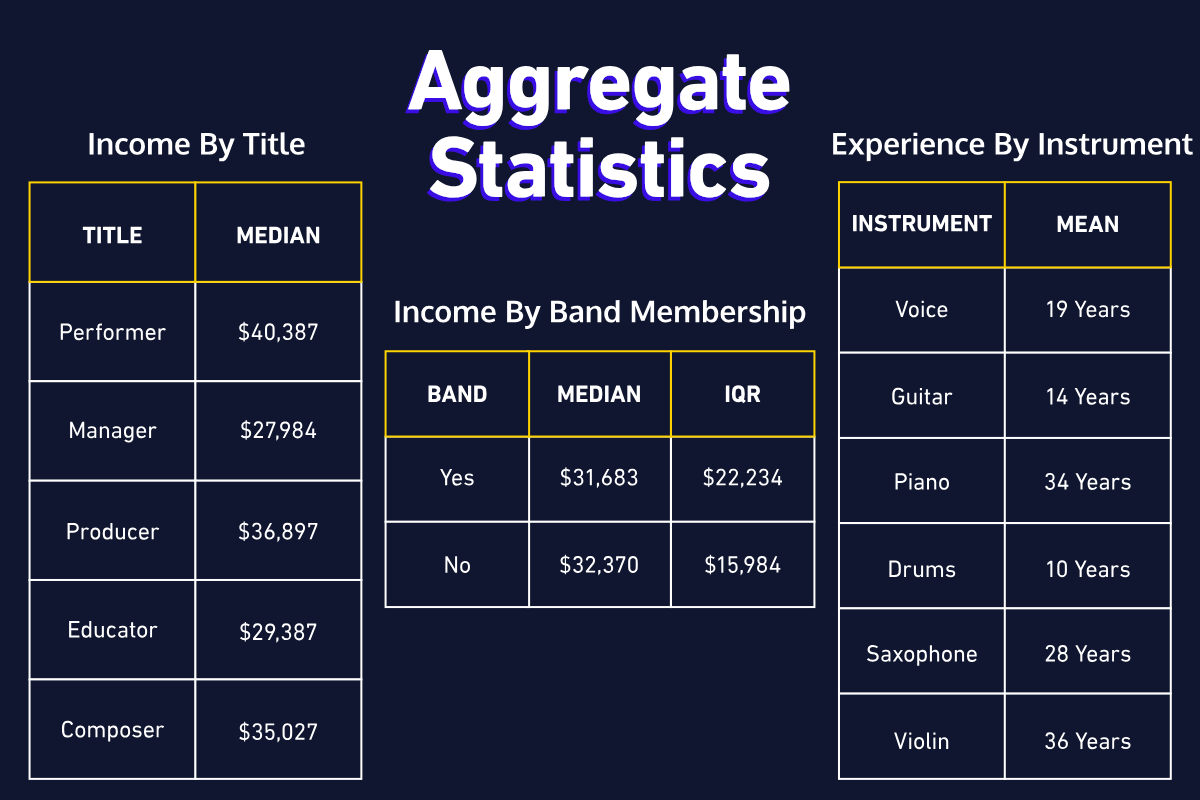 Aggregate
Statistics
Income By Title
TITLE MEDIAN
Performer $40,387
Manager $27,984
Producer $36,897
Educator $29,387
Composer $35,027
Income By Band Membership
BAND MEDIAN IQR
Yes $31,683 $22,234
No $32,370 $15,984
Experience By Instrument
INSTRUMENT MEAN
Voice 19 Years
Guitar 14 Years
Piano 34 Years
Drums 10 Years
Saxophone 28 Years
Violin 36 Years